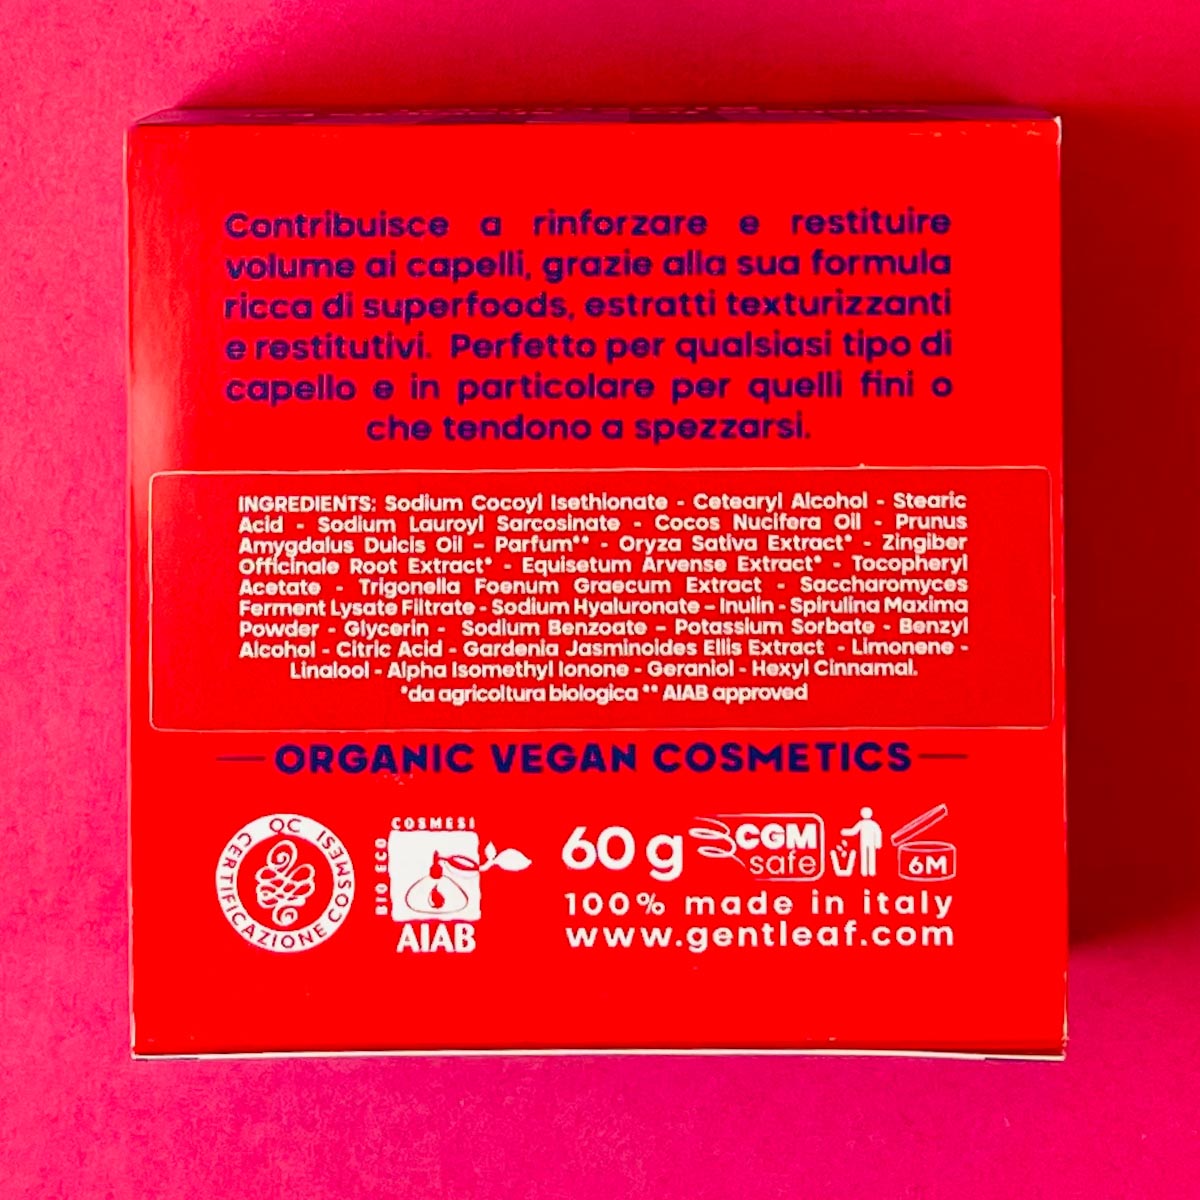 Contribuisce a rinforzare e restituire
volume ai capelli, grazie alla sua formula
ricca di superfoods, estratti texturizzanti
e restitutivi. Perfetto per qualsiasi tipo di
capello e in particolare per quelli fini o
che tendono a spezzarsi.
INGREDIENTS: Sodium Cocoyl Isethionate - Cetearyl Alcohol - Stearic
Acid - Sodium Lauroyl Sarcosinate - Cocos Nucifera Oil - Prunus
Amygdalus Dulcis Oil – Parfum** - Oryza Sativa Extract* - Zingiber
Officinale Root Extract* - Equisetum Arvense Extract* - Tocopheryl
Acetate - Trigonella Foenum Graecum Extract - Saccharomyces
Ferment Lysate Filtrate - Sodium Hyaluronate – Inulin - Spirulina Maxima
Powder - Glycerin - Sodium Benzoate – Potassium Sorbate - Benzyl
Alcohol - Citric Acid - Gardenia Jasminoides Ellis Extract - Limonene -
Linalool - Alpha Isomethyl Ionone - Geraniol - Hexyl Cinnamal.
*da agricoltura biologica ** AIAB approved
ORGANIC VEGAN COSMETICS
QC CERTIFICAZIONE COSMESI
COSMESI
BIO ECO
AIAB
60 g
CGM
safe
6M
100% made in italy
www.gentleaf.com